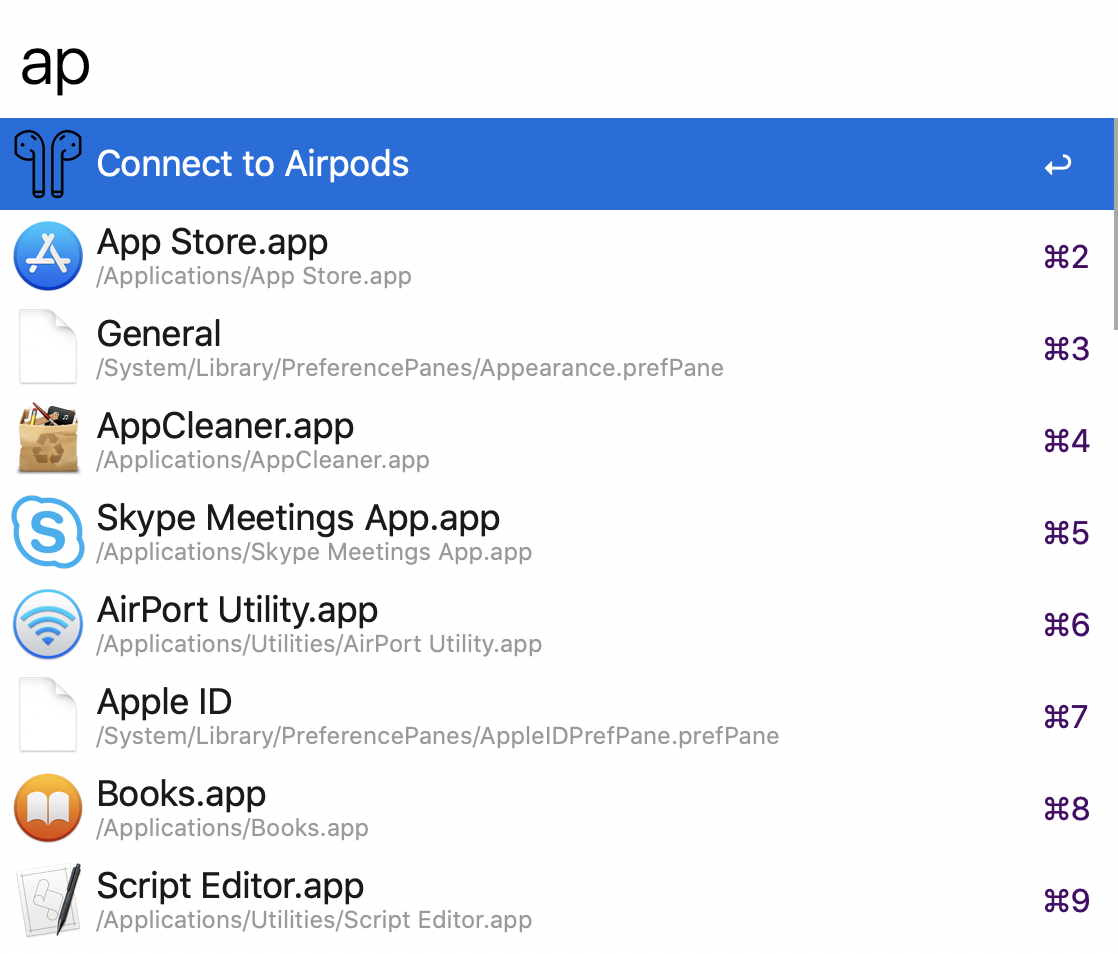 ap
Connect to Airpods ↩
App Store.app
/Applications/App Store.app
⌘2
General
/System/Library/PreferencePanes/Appearance.prefPane
⌘3
AppCleaner.app
/Applications/AppCleaner.app
⌘4
Skype Meetings App.app
/Applications/Skype Meetings App.app
⌘5
AirPort Utility.app
/Applications/Utilities/AirPort Utility.app
⌘6
Apple ID
/System/Library/PreferencePanes/AppleIDPrefPane.prefPane
⌘7
Books.app
/Applications/Books.app
⌘8
Script Editor.app
/Applications/Utilities/Script Editor.app
⌘9